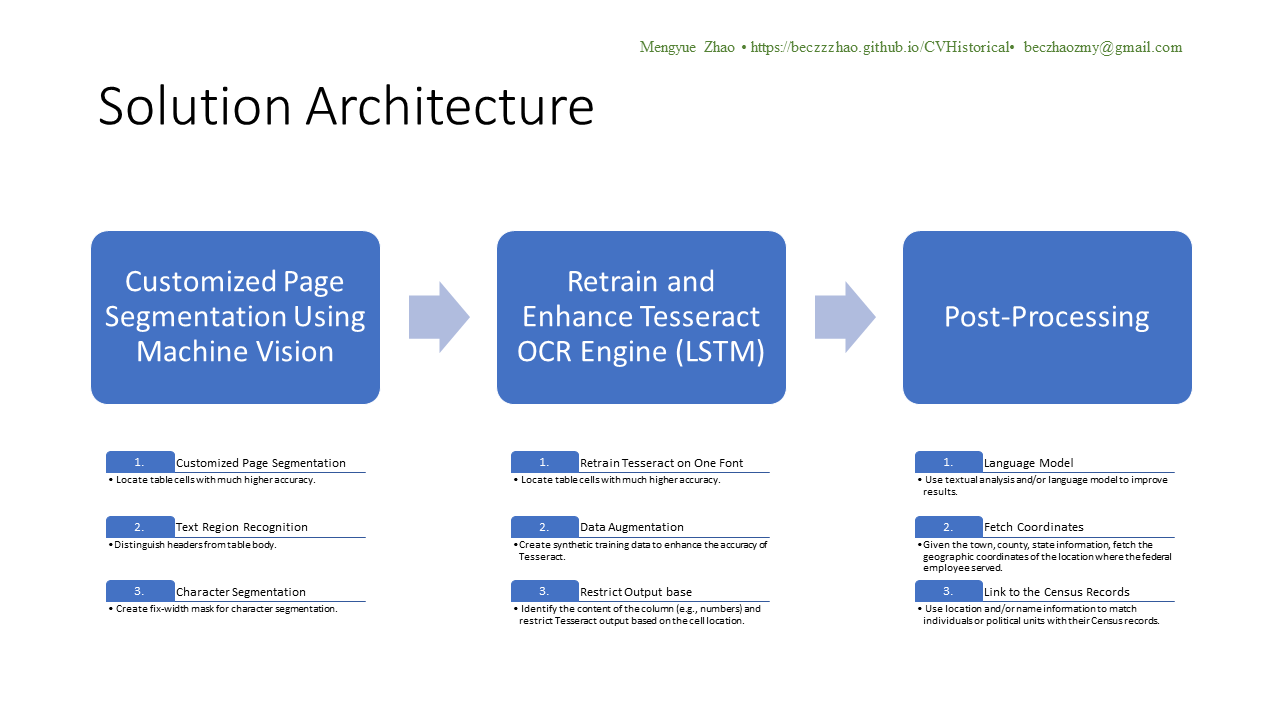 Mengyue Zhao • https://beczzzhao.github.io/CVHistorical• beczhaozmy@gmail.com
Solution Architecture
Customized Page
Segmentation Using
Machine Vision
Retrain and
Enhance Tesseract
OCR Engine (LSTM)
Post-Processing
1. Customized Page Segmentation
• Locate table cells with much higher accuracy.
2. Text Region Recognition
•Distinguish headers from table body.
3. Character Segmentation
• Create fix-width mask for character segmentation.
1. Retrain Tesseract on One Font
• Locate table cells with much higher accuracy.
2. Data Augmentation
•Create synthetic training data to enhance the accuracy of
Tesseract.
3. Restrict Output base
• Identify the content of the column (e.g., numbers) and
restrict Tesseract output based on the cell location.
1. Language Model
• Use textual analysis and/or language model to improve
results.
2. Fetch Coordinates
•Given the town, county, state information, fetch the
geographic coordinates of the location where the federal
employee served.
3. Link to the Census Records
• Use location and/or name information to match
individuals or political units with their Census records.